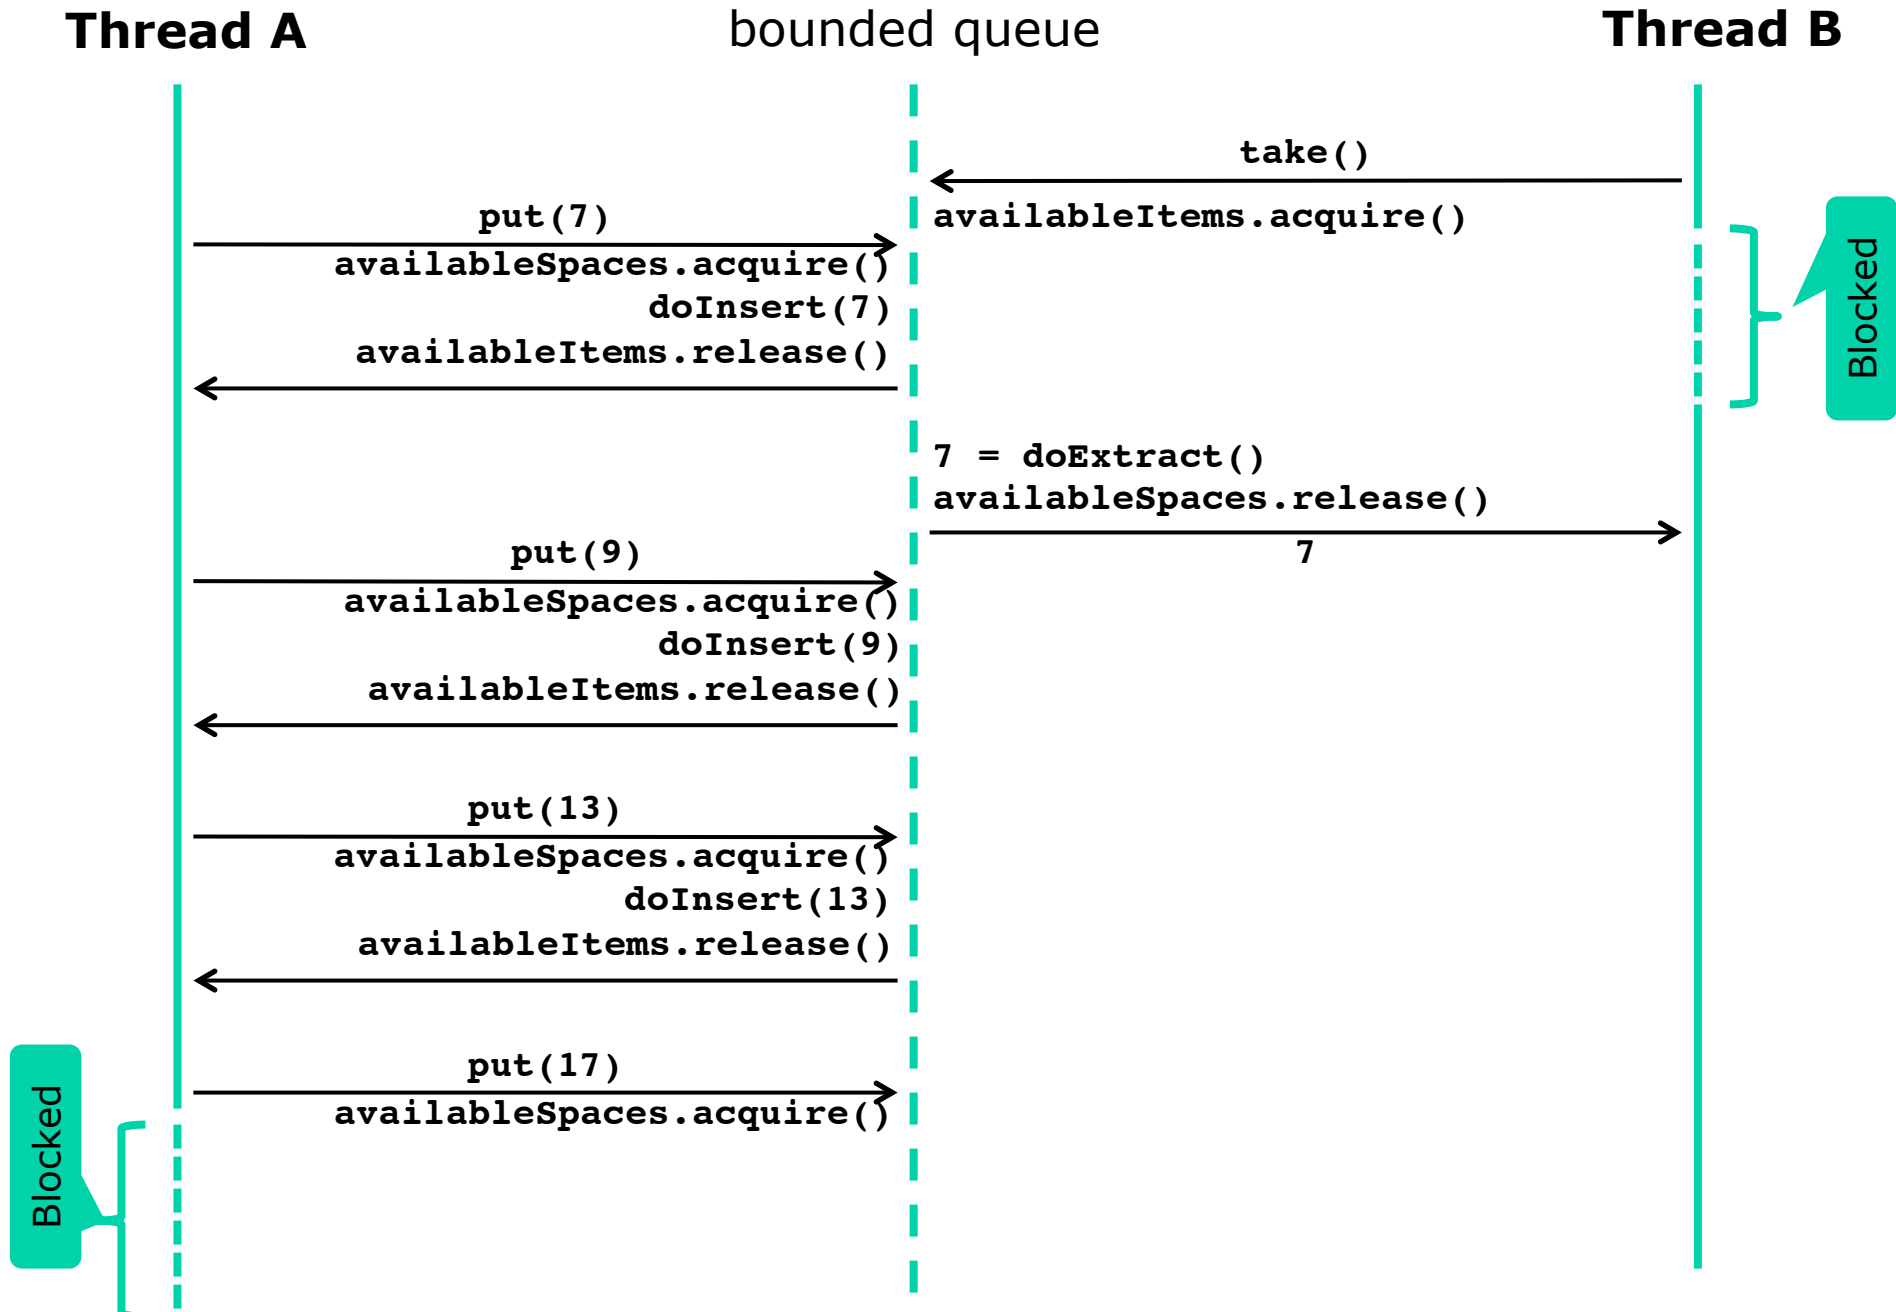 Thread A
bounded queue
Thread B
take()
availableItems.acquire()
put(7)
availableSpaces.acquire()
doInsert(7)
availableItems.release()
Blocked
7 = doExtract()
availableSpaces.release()
7
put(9)
availableSpaces.acquire()
doInsert(9)
availableItems.release()
put(13)
availableSpaces.acquire()
doInsert(13)
availableItems.release()
put(17)
availableSpaces.acquire()
Blocked